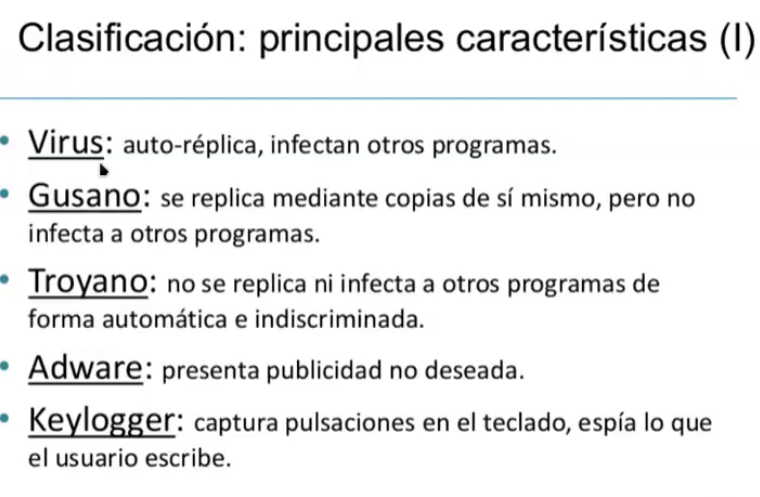 Clasificación: principales características (I)
• Virus: auto-réplica, infectan otros programas.
• Gusano: se replica mediante copias de sí mismo, pero no
infecta a otros programas.
• Troyano: no se replica ni infecta a otros programas de
forma automática e indiscriminada.
• Adware: presenta publicidad no deseada.
• Keylogger: captura pulsaciones en el teclado, espía lo que
el usuario escribe.